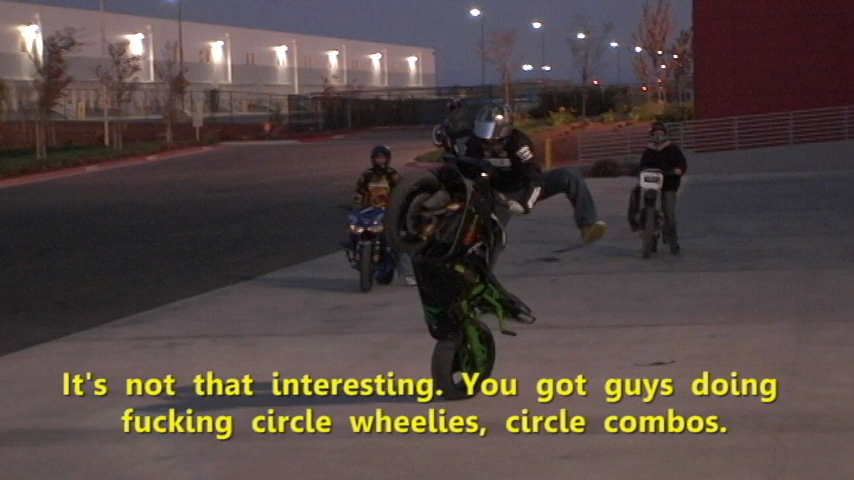 It's not that interesting. You got guys doing
fucking circle wheelies, circle combos.